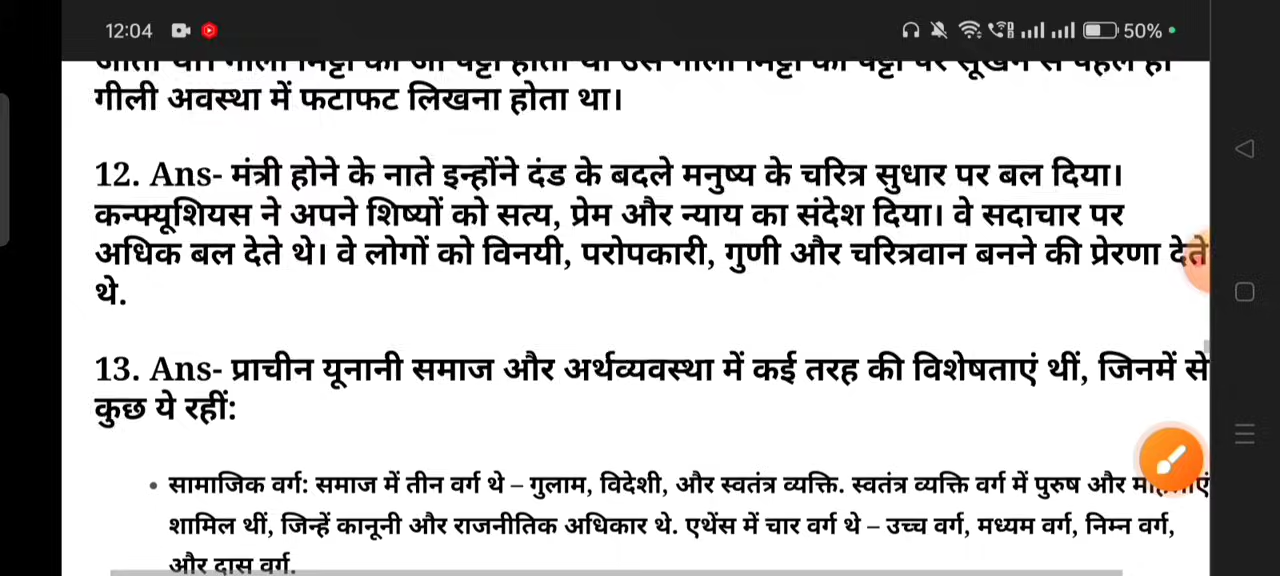 12:04
50%
गीली अवस्था में फटाफट लिखना होता था।
12. Ans- मंत्री होने के नाते इन्होंने दंड के बदले मनुष्य के चरित्र सुधार पर बल दिया।
कन्फ्यूशियस ने अपने शिष्यों को सत्य, प्रेम और न्याय का संदेश दिया। वे सदाचार पर
अधिक बल देते थे। वे लोगों को विनयी, परोपकारी, गुणी और चरित्रवान बनने की प्रेरणा देते
थे.
13. Ans- प्राचीन यूनानी समाज और अर्थव्यवस्था में कई तरह की विशेषताएं थीं, जिनमें से
कुछ ये रहीं:
• सामाजिक वर्ग: समाज में तीन वर्ग थे – गुलाम, विदेशी, और स्वतंत्र व्यक्ति. स्वतंत्र व्यक्ति वर्ग में पुरुष और
शामिल थीं, जिन्हें कानूनी और राजनीतिक अधिकार थे. एथेंस में चार वर्ग थे – उच्च वर्ग, मध्यम वर्ग, निम्न वर्ग,
और दास वर्ग.